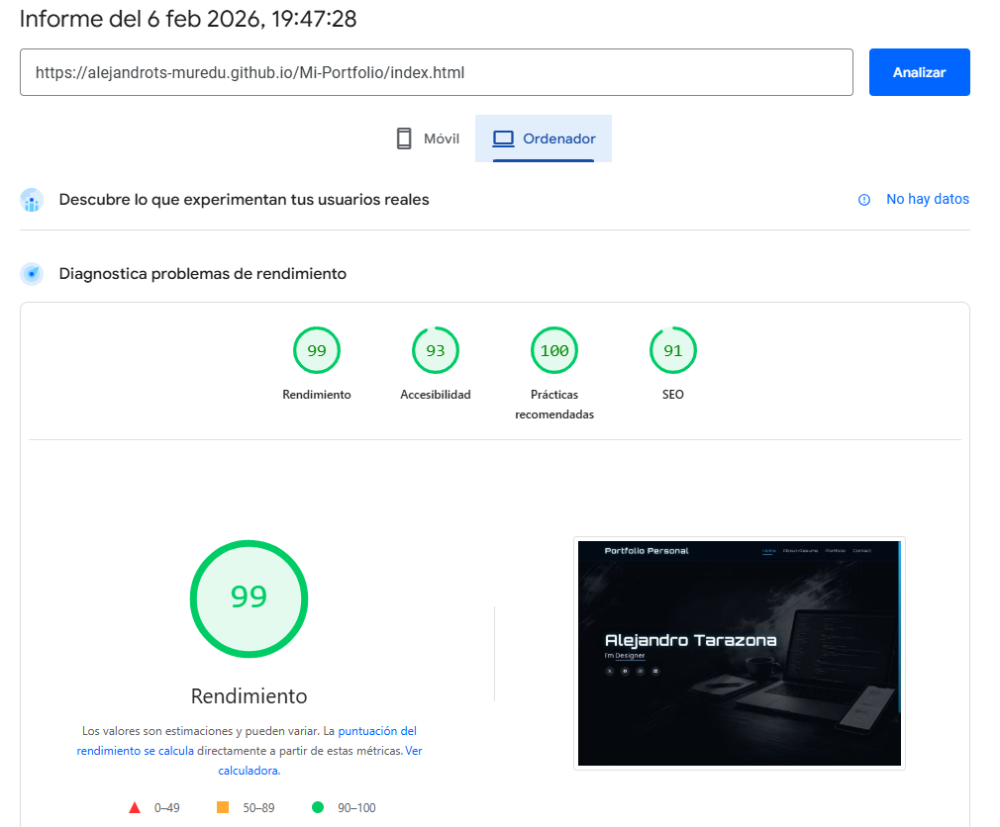 Informe del 6 feb 2026, 19:47:28
https://alejandrots-muredu.github.io/Mi-Portfolio/index.html
Analizar
Móvil
Ordenador
Descubre lo que experimentan tus usuarios reales
No hay datos
Diagnostica problemas de rendimiento
99
93
100
91
Rendimiento
Accesibilidad
Prácticas
recomendadas
SEO
99
Rendimiento
Los valores son estimaciones y pueden variar. La puntuación del
rendimiento se calcula directamente a partir de estas métricas. Ver
calculadora.
0–49
50–89
90–100
Portfolio Personal
Home
Portfolio
Contact
Alejandro Tarazona
I'm Designer